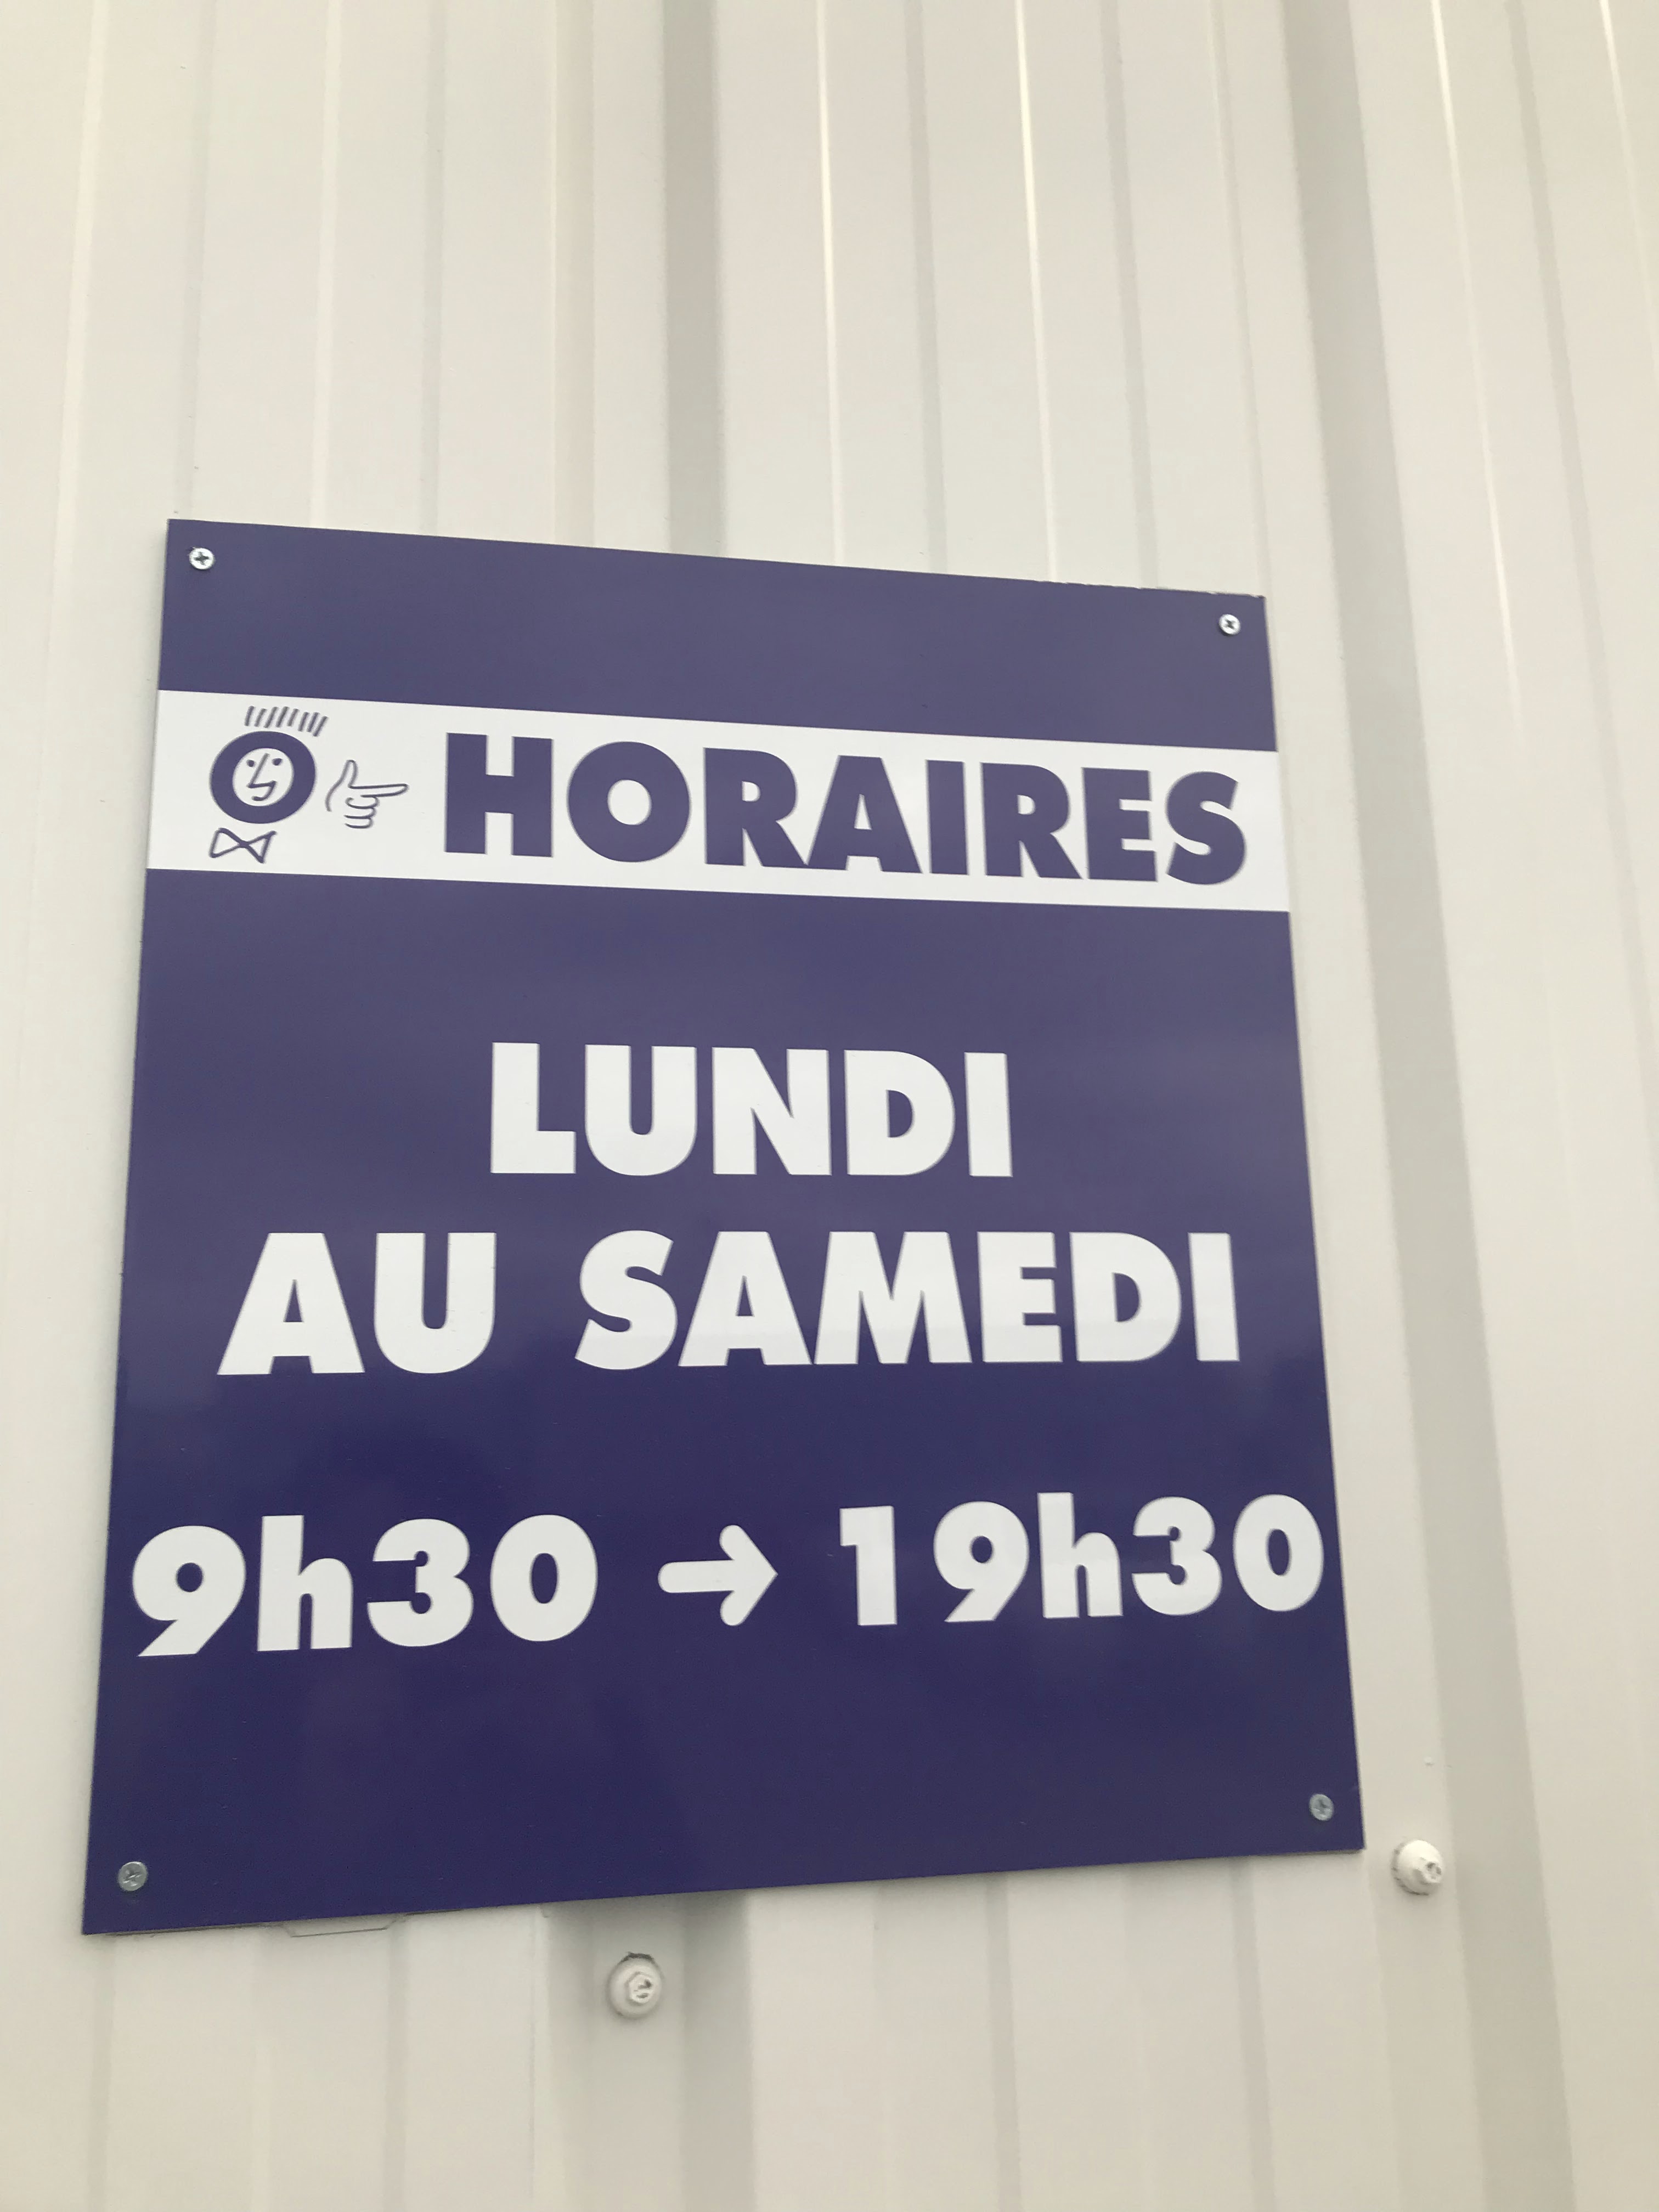 HORAIRES
LUNDI
AU SAMEDI
9h30 → 19h30